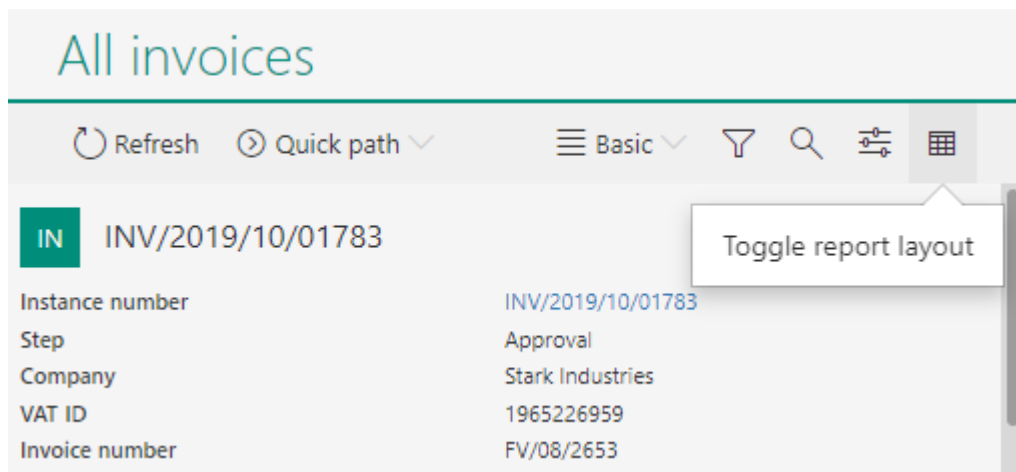 All invoices
Refresh Quick path Basic
Toggle report layout
IN INV/2019/10/01783
Instance number INV/2019/10/01783
Step Approval
Company Stark Industries
VAT ID 1965226959
Invoice number FV/08/2653